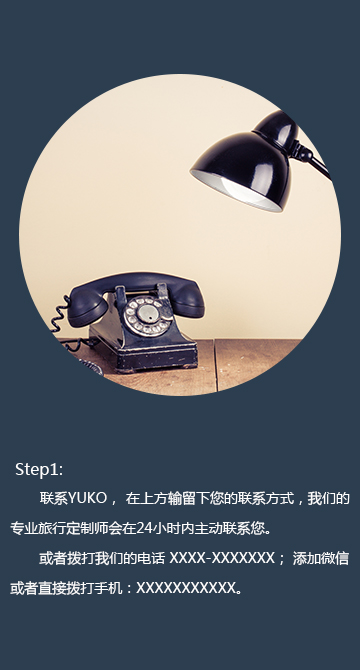 Step1:
联系YUKO， 在上方输留下您的联系方式，我们的
专业旅行定制师会在24小时内主动联系您。
或者拨打我们的电话 XXXX-XXXXXXX； 添加微信
或者直接拨打手机：XXXXXXXXXXX。